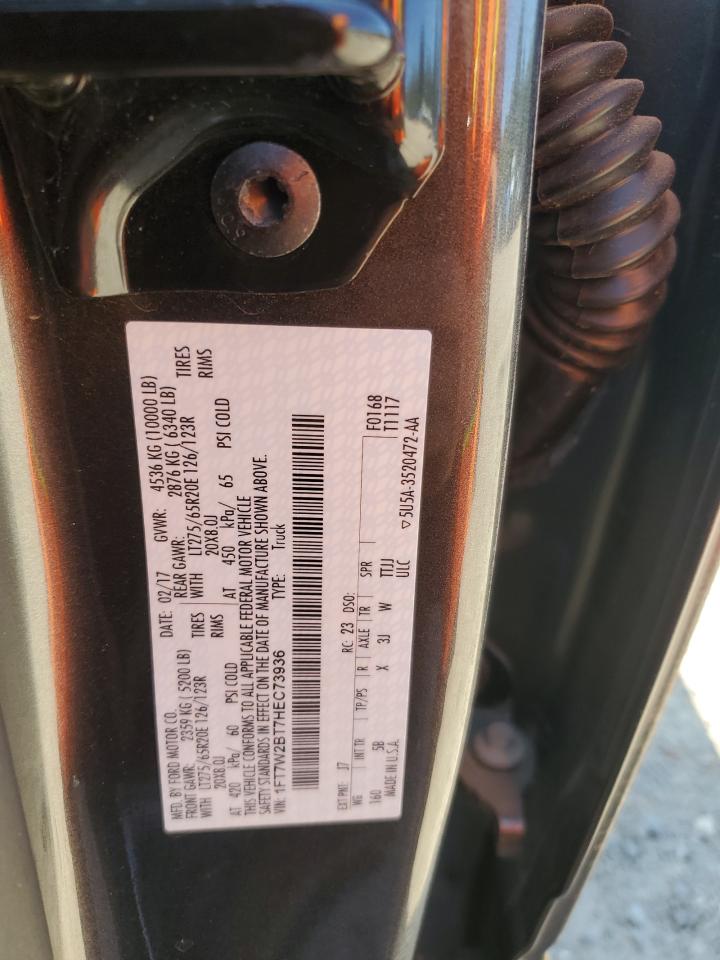 MFD. BY FORD MOTOR CO. DATE: 02/17 GVWR: 4536 KG (10000 LB)
FRONT GAWR: 2359 KG ( 5200 LB) REAR GAWR: 2876 KG ( 6340 LB)
WITH LT275/65R20E 126/123R TIRES WITH LT275/65R20E 126/123R TIRES
20X8.0J RIMS 20X8.0J RIMS
AT 420 kPa/ 60 PSI COLD AT 450 kPa/ 65 PSI COLD
THIS VEHICLE CONFORMS TO ALL APPLICABLE FEDERAL MOTOR VEHICLE
SAFETY STANDARDS IN EFFECT ON THE DATE OF MANUFACTURE SHOWN ABOVE.
VIN: 1FT7W2BT7HEC73936 TYPE: Truck
EXT PNT: J7 RC: 23 DSO: F0168
WB INT TR TP/PS R AXLE TR SPR T1117
160 5B X 3J W TTJJ
MADE IN U.S.A. ULC ▽5U5A-3520472-AA